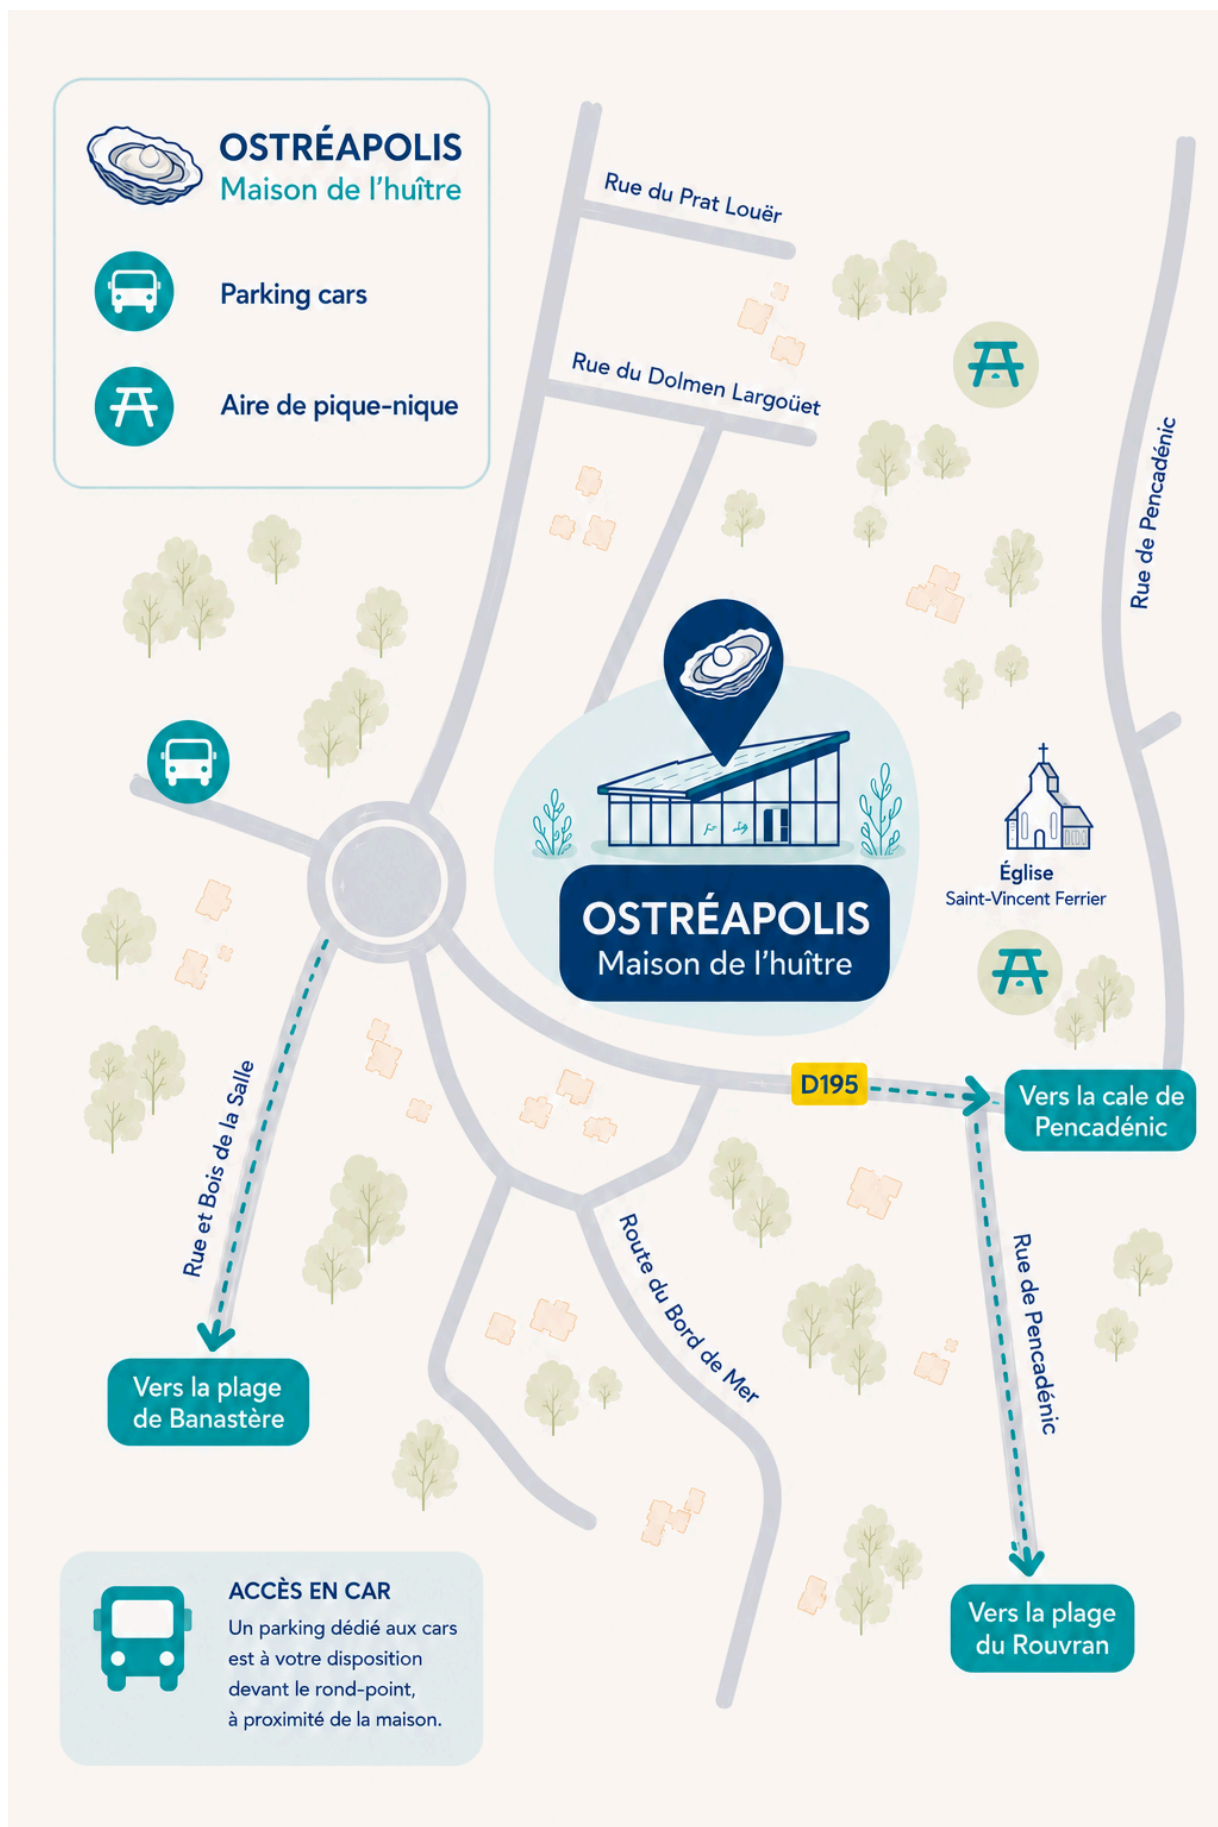 OSTRÉAPOLIS
Maison de l'huître
Parking cars
Aire de pique-nique
Rue du Prat Louër
Rue du Dolmen Largoüet
Rue de Pencadénic
OSTRÉAPOLIS
Maison de l'huître
Église
Saint-Vincent Ferrier
D195
Vers la cale de
Pencadénic
Rue et Bois de la Salle
Route du Bord de Mer
Rue de Pencadénic
Vers la plage
de Banastère
Vers la plage
du Rouvran
ACCÈS EN CAR
Un parking dédié aux cars
est à votre disposition
devant le rond-point,
à proximité de la maison.